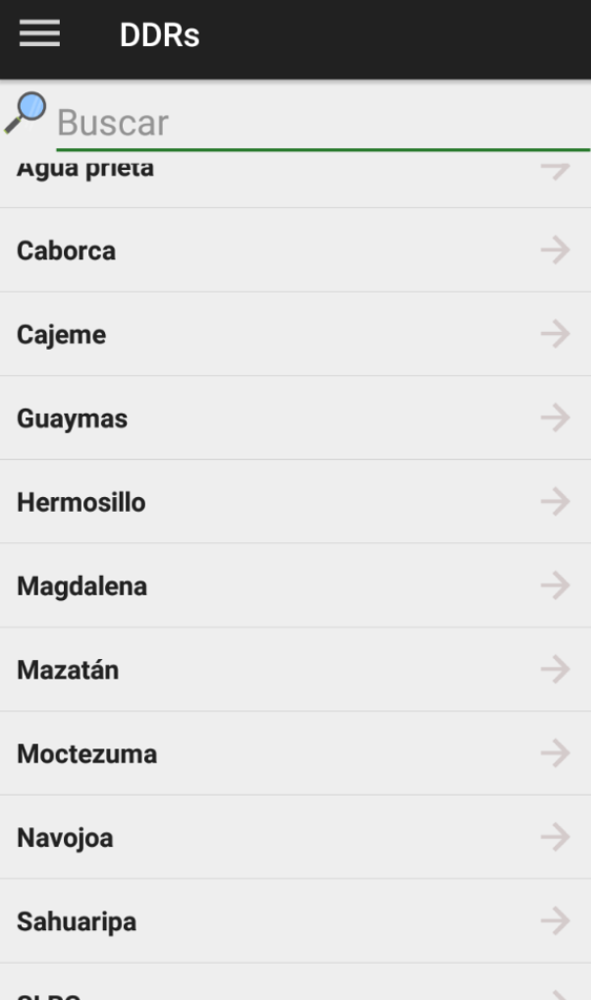 DDRs
Buscar
Agua prieta
Caborca
Cajeme
Guaymas
Hermosillo
Magdalena
Mazatán
Moctezuma
Navojoa
Sahuaripa